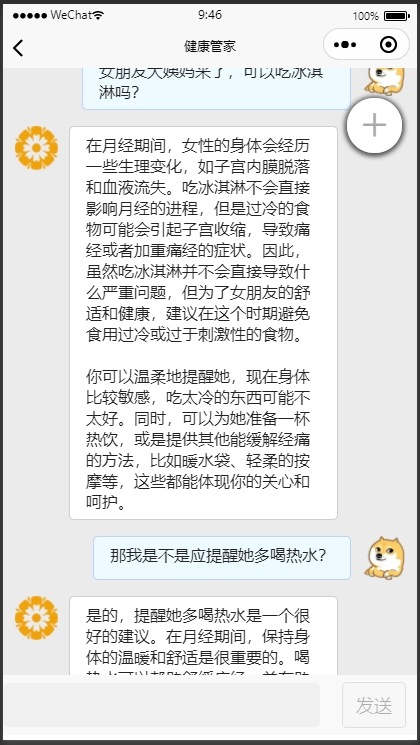 WeChat
9:46
100%
健康管家
女朋友大姨妈来了，可以吃冰淇
淋吗？
在月经期间，女性的身体会经历
一些生理变化，如子宫内膜脱落
和血液流失。吃冰淇淋不会直接
影响月经的进程，但是过冷的食
物可能会引起子宫收缩，导致痛
经或者加重痛经的症状。因此，
虽然吃冰淇淋并不会直接导致什
么严重问题，但为了女朋友的舒
适和健康，建议在这个时期避免
食用过冷或过于刺激性的食物。
你可以温柔地提醒她，现在身体
比较敏感，吃太冷的东西可能不
太好。同时，可以为她准备一杯
热饮，或是提供其他能缓解经痛
的方法，比如暖水袋、轻柔的按
摩等，这些都能体现你的关心和
呵护。
那我是不是应提醒她多喝热水？
是的，提醒她多喝热水是一个很
好的建议。在月经期间，保持身
体的温暖和舒适是很重要的。喝
发送